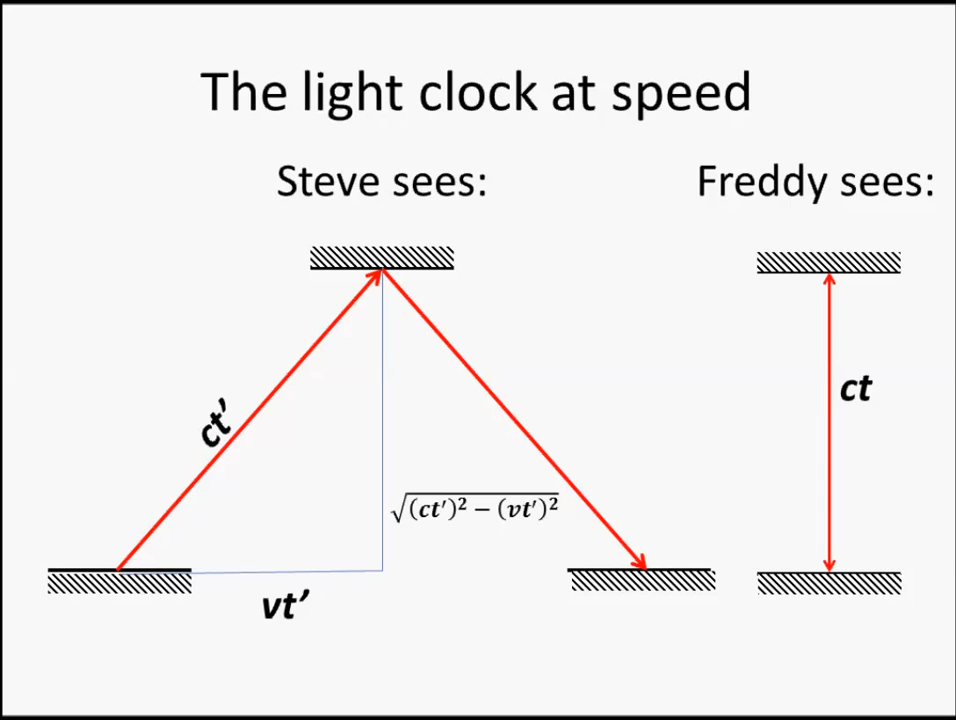 The light clock at speed
Steve sees:
Freddy sees:
ct’
ct
√(ct′)² − (vt′)²
vt’